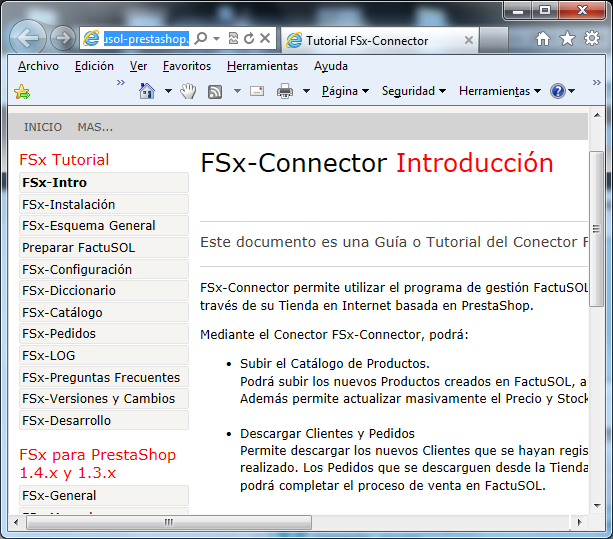 usol-prestashop.
Tutorial FSx-Connector
Archivo Edición Ver Favoritos Herramientas Ayuda
Página Seguridad Herramientas
INICIO MAS...
FSx Tutorial
FSx-Intro
FSx-Instalación
FSx-Esquema General
Preparar FactuSOL
FSx-Configuración
FSx-Diccionario
FSx-Catálogo
FSx-Pedidos
FSx-LOG
FSx-Preguntas Frecuentes
FSx-Versiones y Cambios
FSx-Desarrollo
FSx para PrestaShop
1.4.x y 1.3.x
FSx-General
FSx-Connector Introducción
Este documento es una Guía o Tutorial del Conector F
FSx-Connector permite utilizar el programa de gestión FactuSOL
través de su Tienda en Internet basada en PrestaShop.
Mediante el Conector FSx-Connector, podrá:
• Subir el Catálogo de Productos.
Podrá subir los nuevos Productos creados en FactuSOL, a
Además permite actualizar masivamente el Precio y Stock
• Descargar Clientes y Pedidos
Permite descargar los nuevos Clientes que se hayan regis
realizado. Los Pedidos que se descarguen desde la Tienda
podrá completar el proceso de venta en FactuSOL.